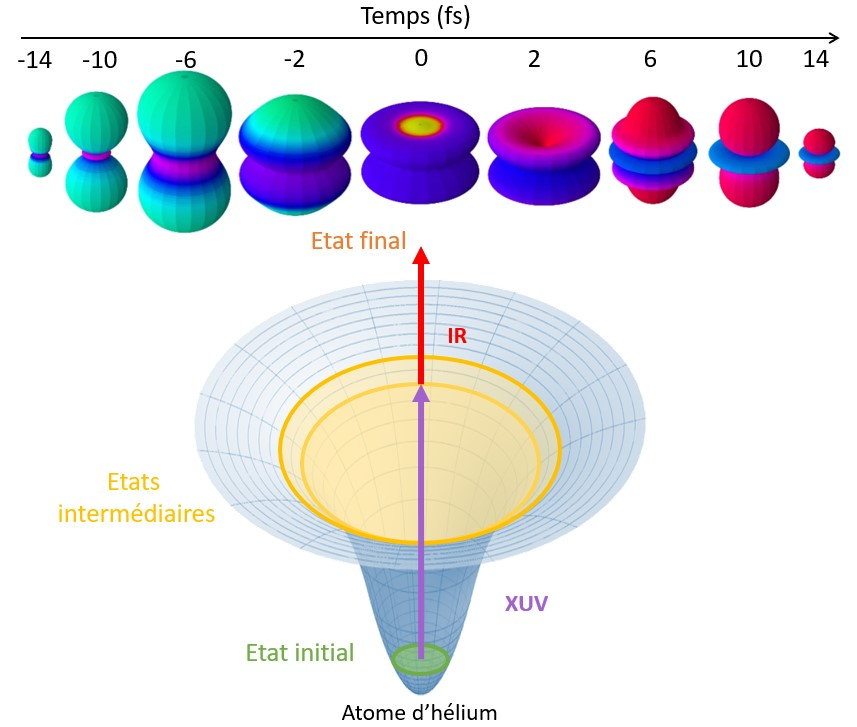 Temps (fs)
-14 -10 -6 -2 0 2 6 10 14
Etat final
IR
Etats
intermédiaires
XUV
Etat initial
Atome d'hélium